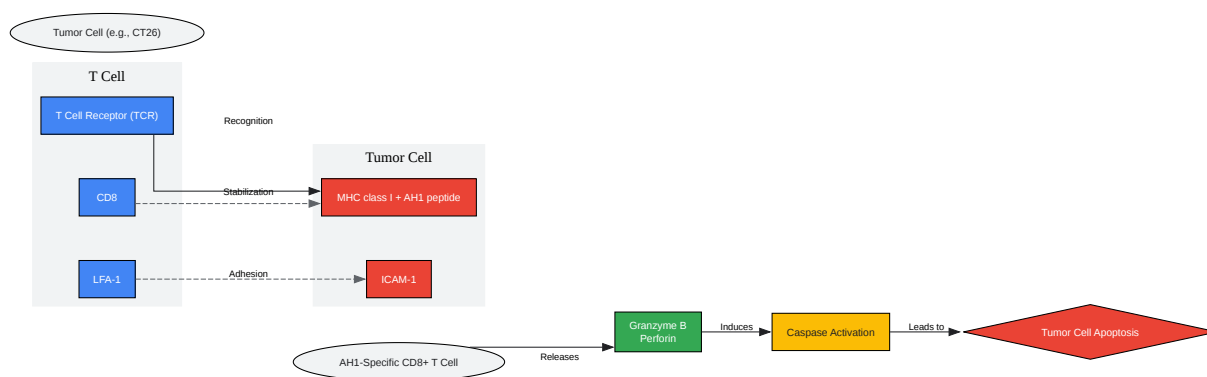 Tumor Cell (e.g., CT26)
T Cell
T Cell Receptor (TCR)
Recognition
Tumor Cell
CD8
Stabilization
MHC class I + AH1 peptide
LFA-1
Adhesion
ICAM-1
Granzyme B
Perforin
Induces
Caspase Activation
Leads to
Tumor Cell Apoptosis
AH1-Specific CD8+ T Cell
Releases